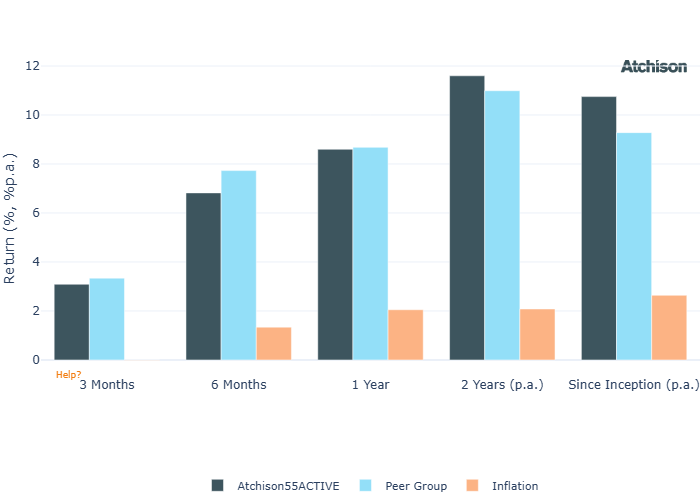 Atchison
Return (%, %p.a.)
12
10
8
6
4
2
0
Help?
3 Months
6 Months
1 Year
2 Years (p.a.)
Since Inception (p.a.)
Atchison55ACTIVE
Peer Group
Inflation